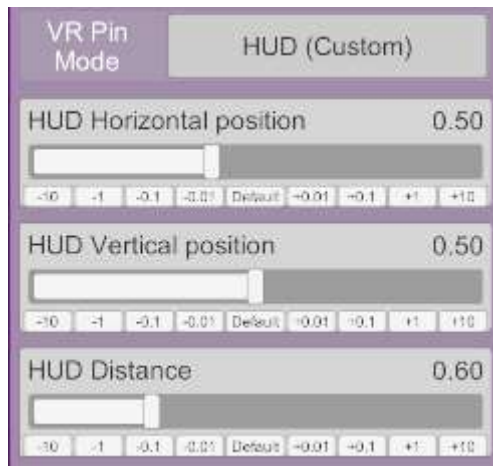 VR Pin
Mode
HUD (Custom)
HUD Horizontal position 0.50
-10 -1 -0.1 -0.01 Default +0.01 +0.1 +1 +10
HUD Vertical position 0.50
-10 -1 -0.1 -0.01 Default +0.01 +0.1 +1 +10
HUD Distance 0.60
-10 -1 -0.1 -0.01 Default +0.01 +0.1 +1 +10